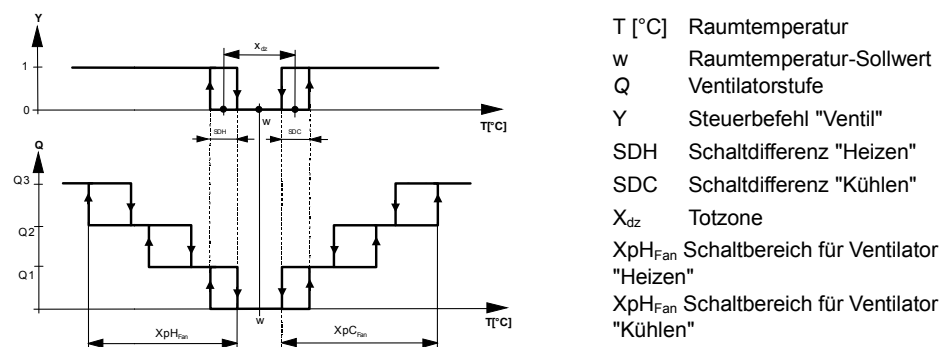 Y
X_dz
1
0
w
T[°C]
SDH
SDC
Q
Q3
Q2
Q1
w
T[°C]
XpH_Fan
XpC_Fan
T [°C] Raumtemperatur
w Raumtemperatur-Sollwert
Q Ventilatorstufe
Y Steuerbefehl "Ventil"
SDH Schaltdifferenz "Heizen"
SDC Schaltdifferenz "Kühlen"
X_dz Totzone
XpH_Fan Schaltbereich für Ventilator
"Heizen"
XpH_Fan Schaltbereich für Ventilator
"Kühlen"